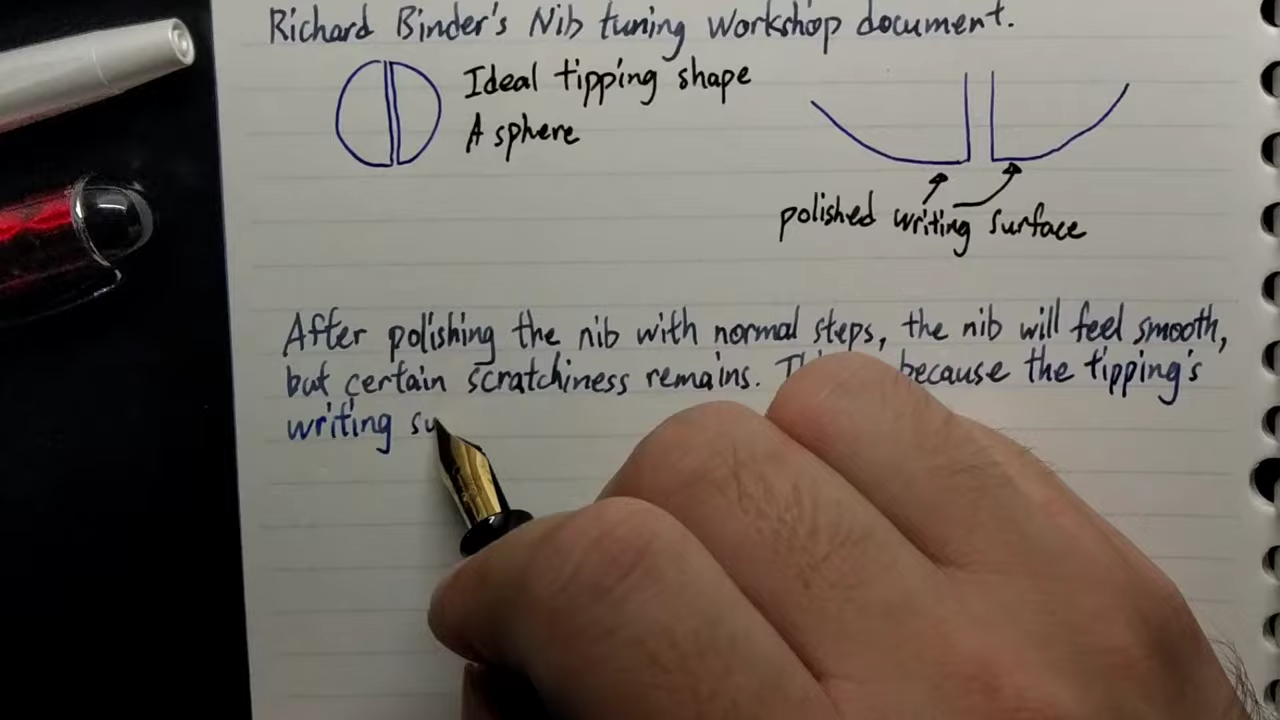 Richard Binder's Nib tuning workshop document.
Ideal tipping shape
A sphere
polished writing surface
After polishing the nib with normal steps, the nib will feel smooth,
but certain scratchiness remains. because the tipping's
writing su